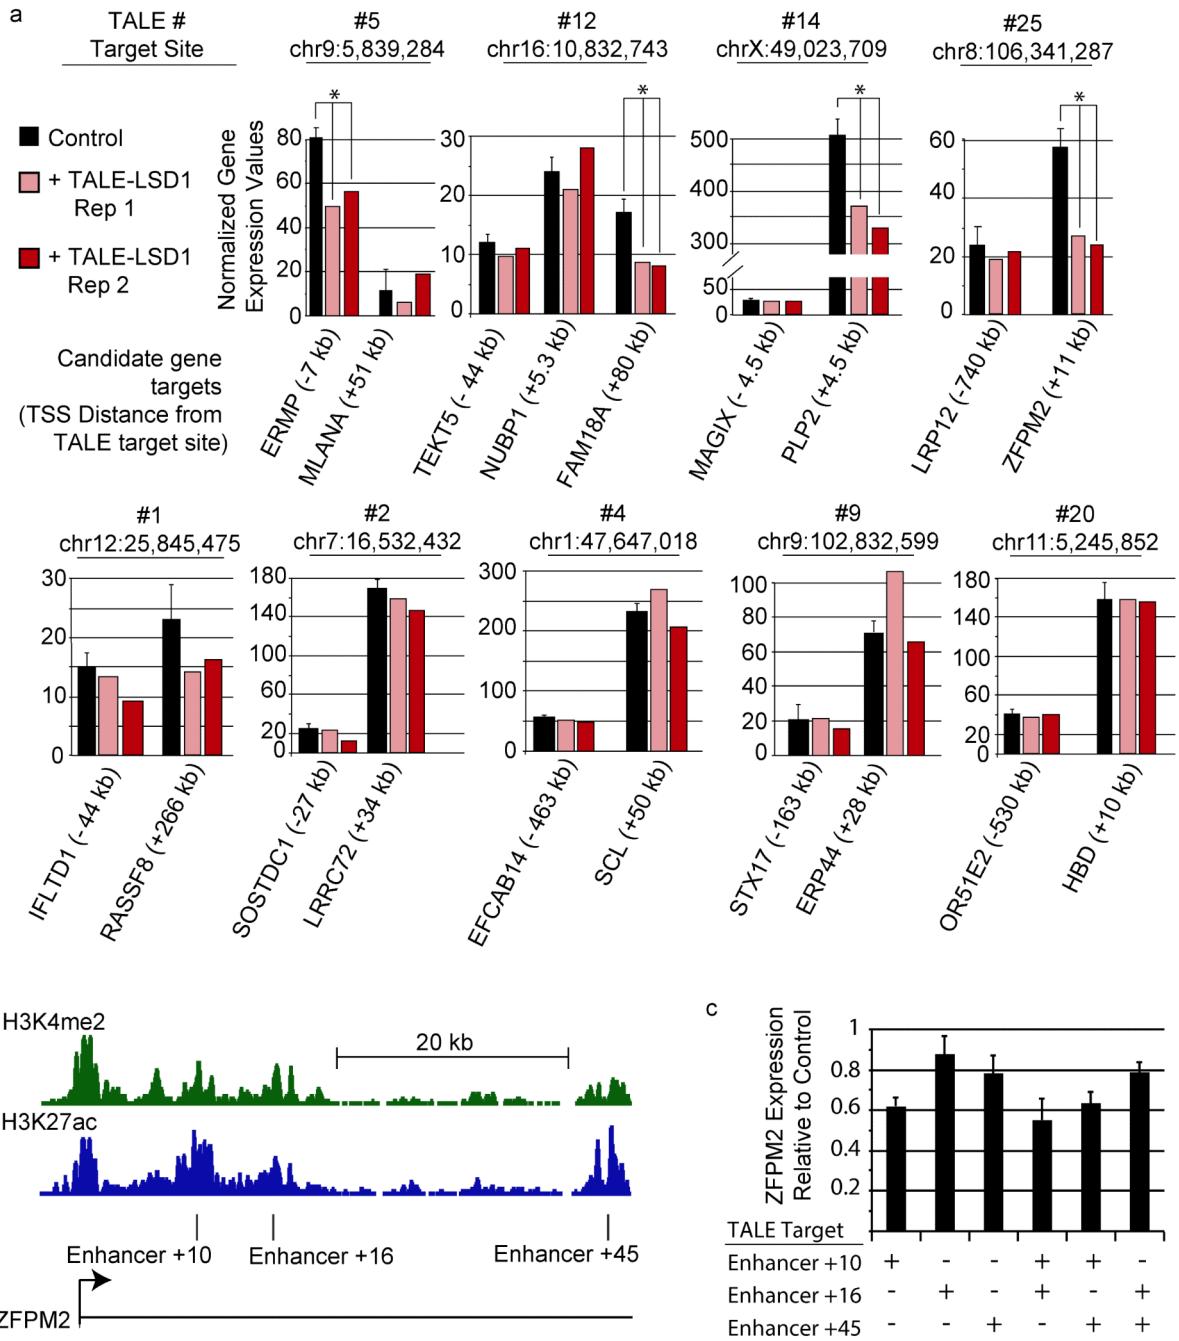 a
TALE #
Target Site
#5
chr9:5,839,284
#12
chr16:10,832,743
#14
chrX:49,023,709
#25
chr8:106,341,287
Control
+ TALE-LSD1
Rep 1
+ TALE-LSD1
Rep 2
Normalized Gene
Expression Values
80
60
40
20
0
*
30
20
10
0
*
500
400
300
50
0
*
60
40
20
0
*
Candidate gene
targets
(TSS Distance from
TALE target site)
ERMP (-7 kb)
MLANA (+51 kb)
TEKT5 (- 44 kb)
NUBP1 (+5.3 kb)
FAM18A (+80 kb)
MAGIX (- 4.5 kb)
PLP2 (+4.5 kb)
LRP12 (-740 kb)
ZFPM2 (+11 kb)
#1
chr12:25,845,475
#2
chr7:16,532,432
#4
chr1:47,647,018
#9
chr9:102,832,599
#20
chr11:5,245,852
30
20
10
0
180
140
100
60
20
0
300
200
100
0
100
80
60
40
20
0
180
140
100
60
20
0
IFLTD1 (- 44 kb)
RASSF8 (+266 kb)
SOSTDC1 (-27 kb)
LRRC72 (+34 kb)
EFCAB14 (- 463 kb)
SCL (+50 kb)
STX17 (-163 kb)
ERP44 (+28 kb)
OR51E2 (-530 kb)
HBD (+10 kb)
H3K4me2
20 kb
H3K27ac
Enhancer +10
Enhancer +16
Enhancer +45
ZFPM2
c
ZFPM2 Expression
Relative to Control
1
0.8
0.6
0.4
0.2
TALE Target
Enhancer +10 + - - + + -
Enhancer +16 - + - + - +
Enhancer +45 - - + - + +